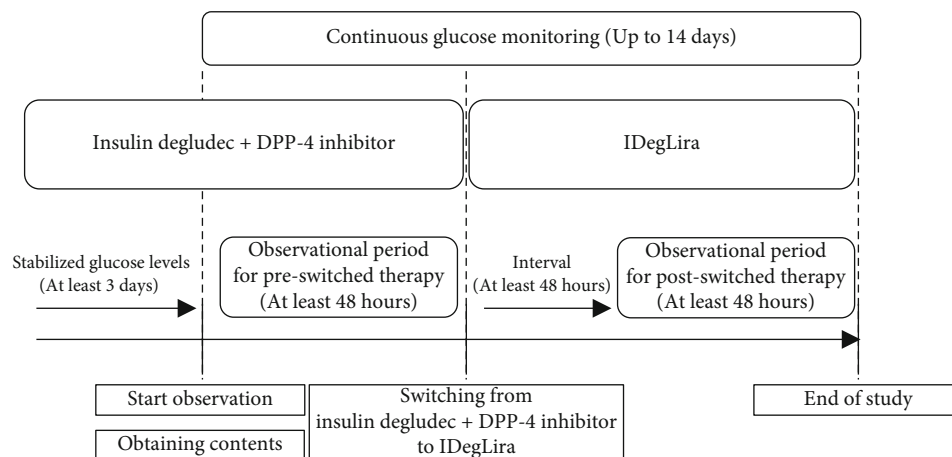 Continuous glucose monitoring (Up to 14 days)
Insulin degludec + DPP-4 inhibitor
IDegLira
Stabilized glucose levels
(At least 3 days)
Observational period
for pre-switched therapy
(At least 48 hours)
Interval
(At least 48 hours)
Observational period
for post-switched therapy
(At least 48 hours)
Start observation
Obtaining contents
Switching from
insulin degludec + DPP-4 inhibitor
to IDegLira
End of study